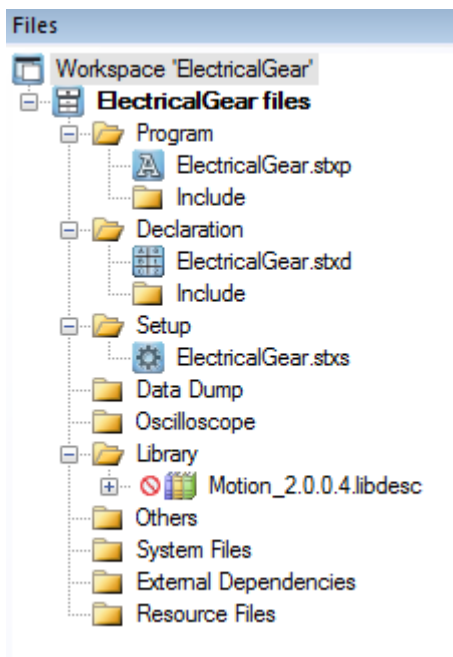 Files
Workspace 'ElectricalGear'
ElectricalGear files
Program
ElectricalGear.stxp
Include
Declaration
ElectricalGear.stxd
Include
Setup
ElectricalGear.stxs
Data Dump
Oscilloscope
Library
Motion_2.0.0.4.libdesc
Others
System Files
External Dependencies
Resource Files